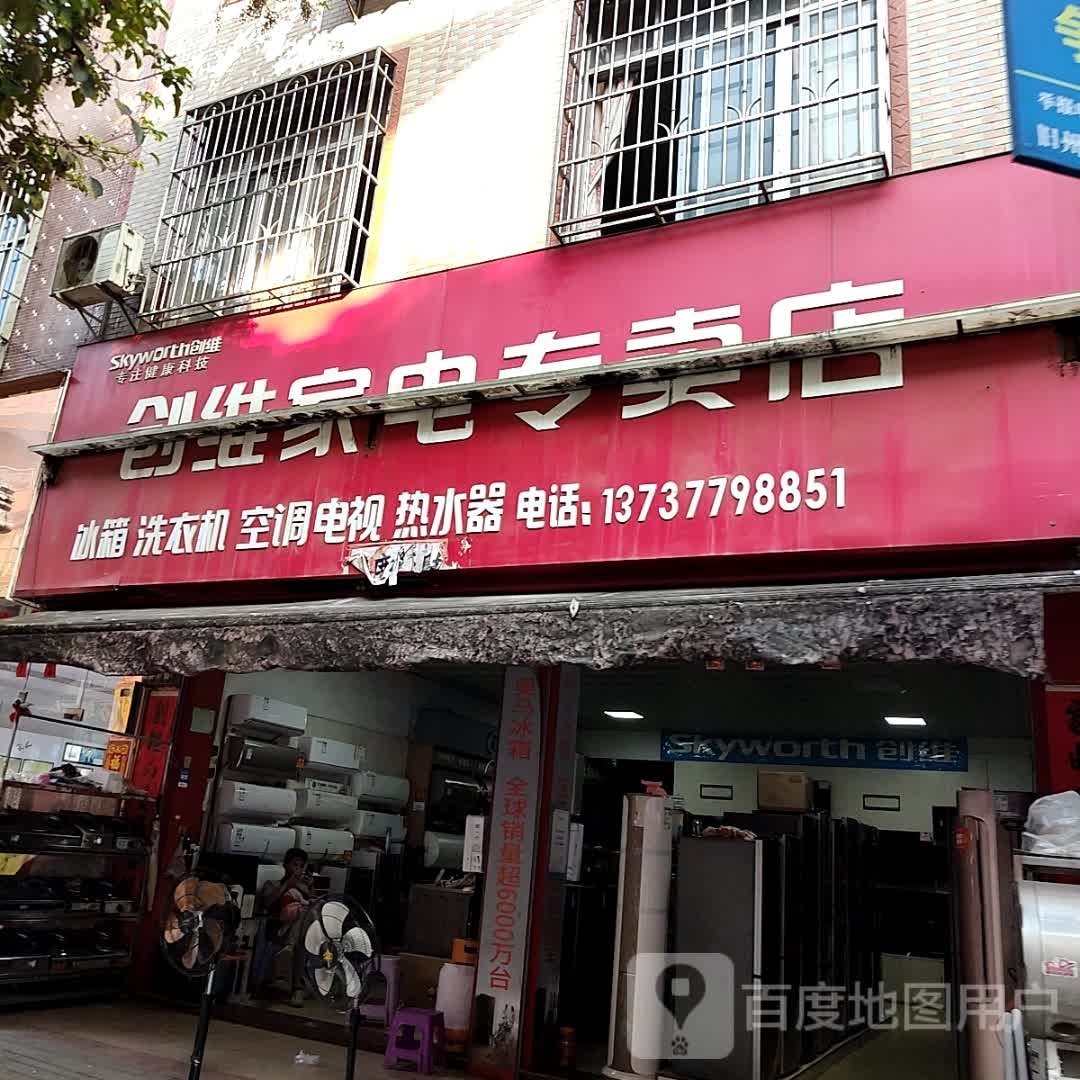 Skyworth创维
专注健康科技
创维家电专卖店
冰箱 洗衣机 空调 电视 热水器 电话:13737798851
Skyworth 创维
冰箱 全球销量超6000万台
福
旧州
百度地图用户